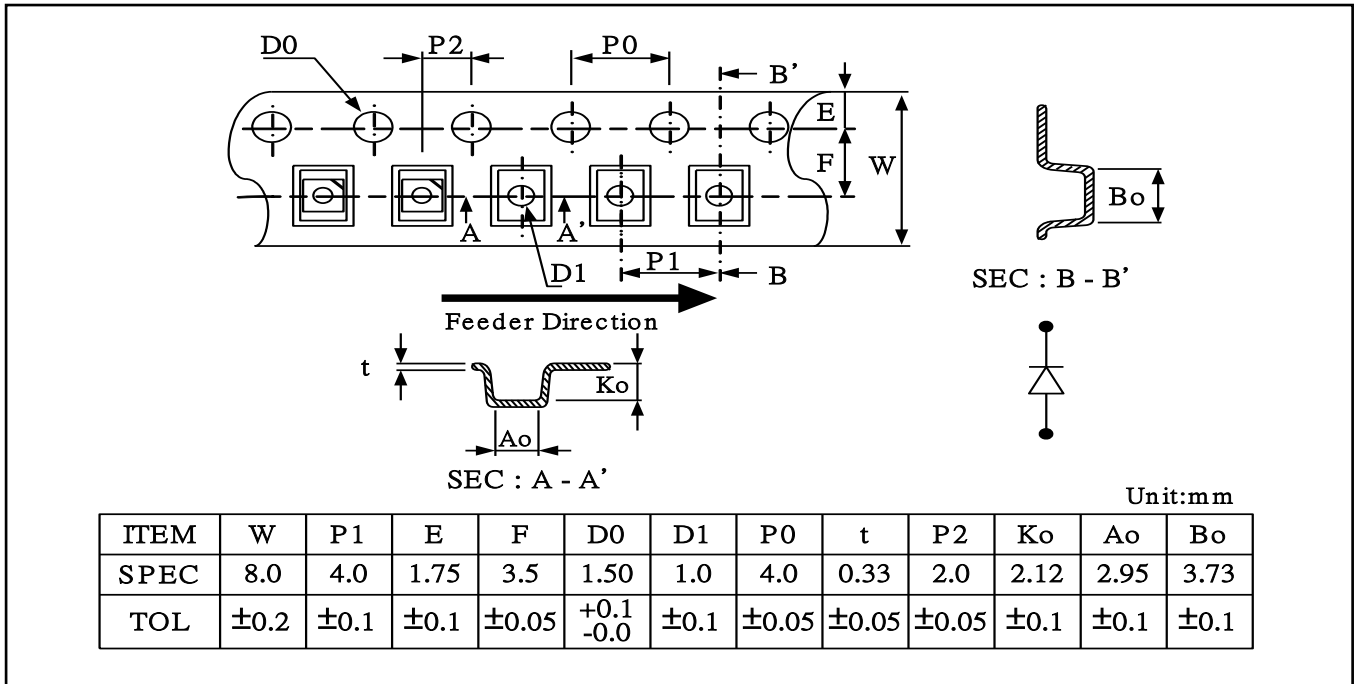 D0 P2 P0 B’
E
F W
A A’
D1 P1 B
Bo
SEC : B - B’
Feeder Direction
t
Ko
Ao
SEC : A - A’
Unit:mm
ITEM W P1 E F D0 D1 P0 t P2 Ko Ao Bo
SPEC 8.0 4.0 1.75 3.5 1.50 1.0 4.0 0.33 2.0 2.12 2.95 3.73
TOL ±0.2 ±0.1 ±0.1 ±0.05 +0.1 -0.0 ±0.1 ±0.05 ±0.05 ±0.05 ±0.1 ±0.1 ±0.1